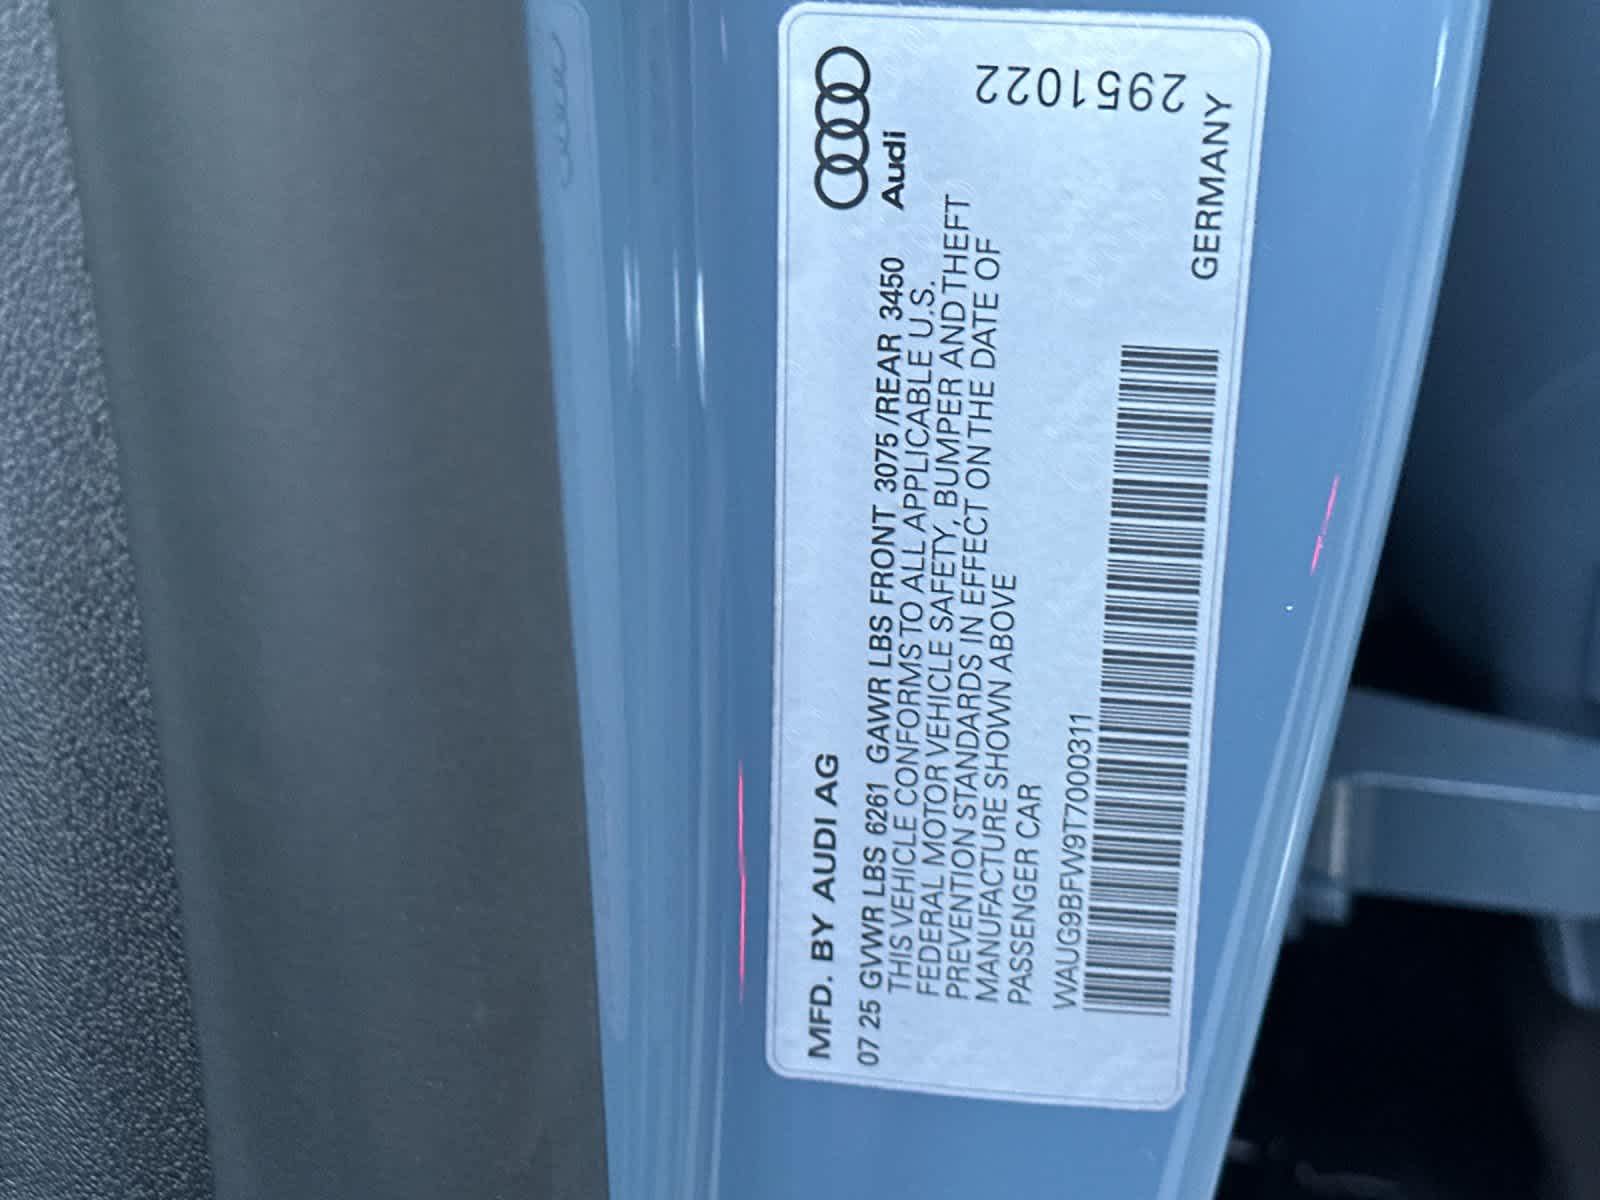 MFD. BY AUDI AG
Audi
07 25 GVWR LBS 6261 GAWR LBS FRONT 3075 /REAR 3450
THIS VEHICLE CONFORMS TO ALL APPLICABLE U.S.
FEDERAL MOTOR VEHICLE SAFETY, BUMPER AND THEFT
PREVENTION STANDARDS IN EFFECT ON THE DATE OF
MANUFACTURE SHOWN ABOVE
PASSENGER CAR
WAUG9BFW9T7000311
GERMANY
2951022